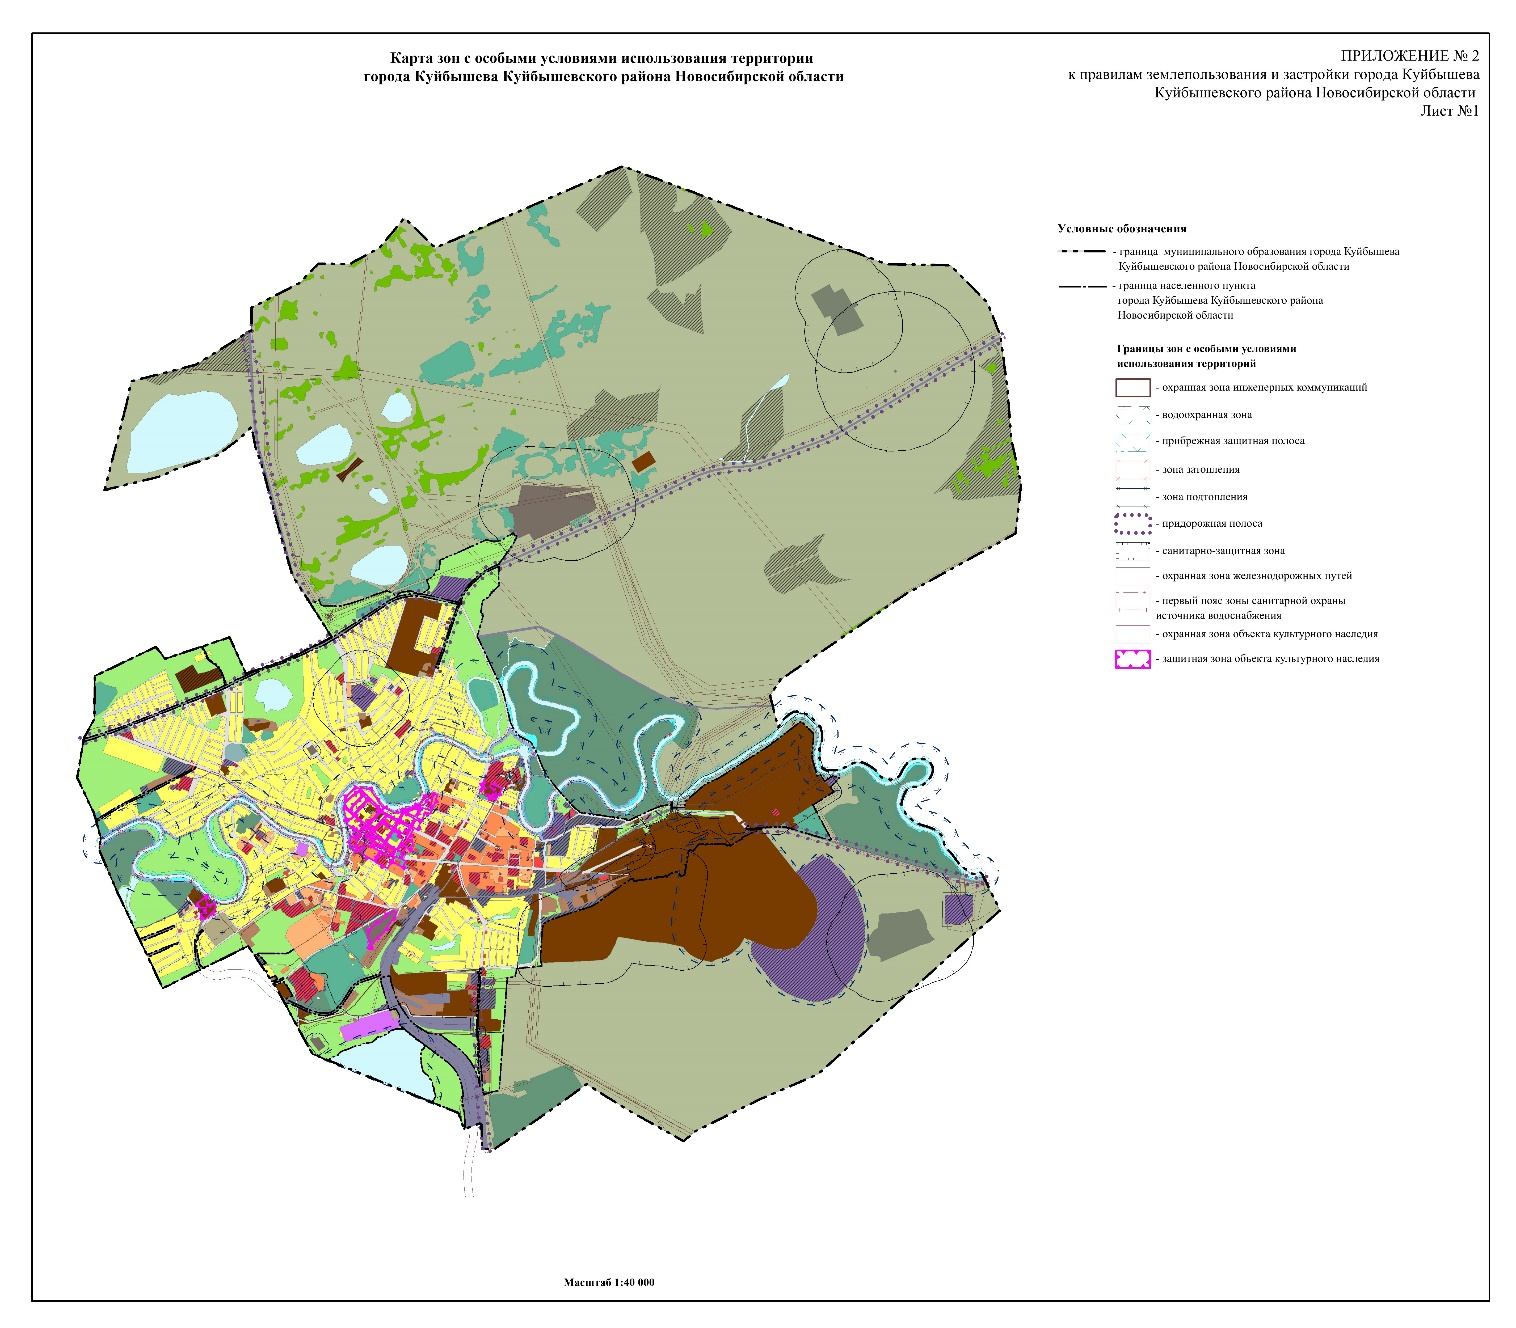 Карта зон с особыми условиями использования территории
города Куйбышева Куйбышевского района Новосибирской области
ПРИЛОЖЕНИЕ № 2
к правилам землепользования и застройки города Куйбышева
Куйбышевского района Новосибирской области
Лист №1
Условные обозначения
- граница муниципального образования города Куйбышева
Куйбышевского района Новосибирской области
- граница населенного пункта
города Куйбышева Куйбышевского района
Новосибирской области
Границы зон с особыми условиями
использования территорий
- охранная зона инженерных коммуникаций
- водоохранная зона
- прибрежная защитная полоса
- зона затопления
- зона подтопления
- придорожная полоса
- санитарно-защитная зона
- охранная зона железнодорожных путей
- первый пояс зоны санитарной охраны
источника водоснабжения
- охранная зона объекта культурного наследия
- защитная зона объекта культурного наследия
Масштаб 1:40 000